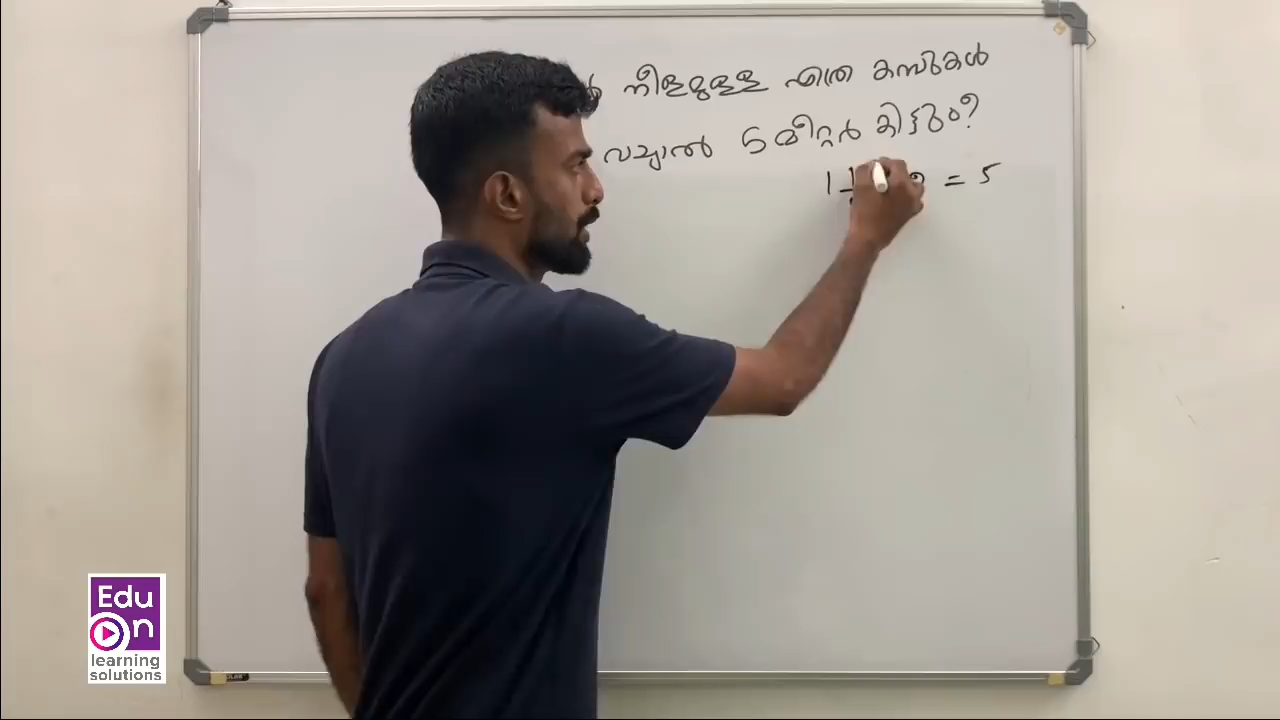 നീളമുള്ള എത്ര കമ്പുകൾ
വച്ചാൽ 5 മീറ്റർ കിട്ടും?
= 5
Edu
On
learning
solutions